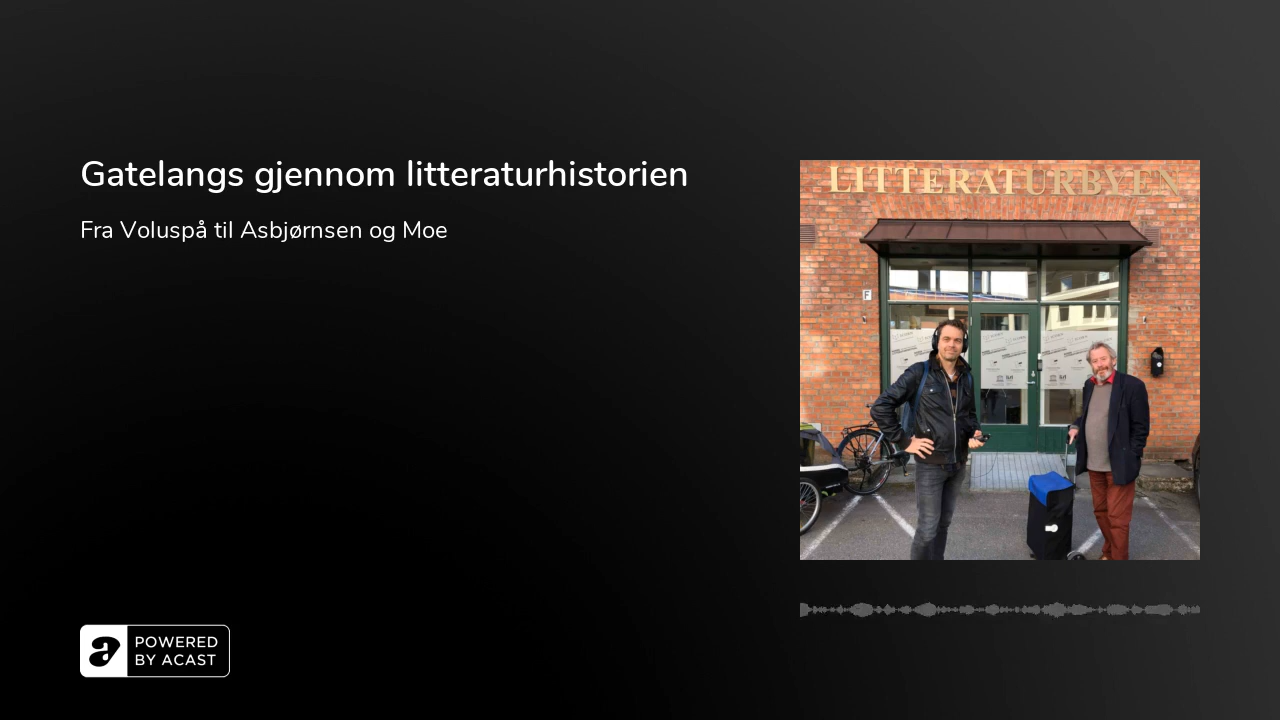 Gatelangs gjennom litteraturhistorien
Fra Voluspå til Asbjørnsen og Moe
LITTERATURBYEN
F
POWERED
BY ACAST